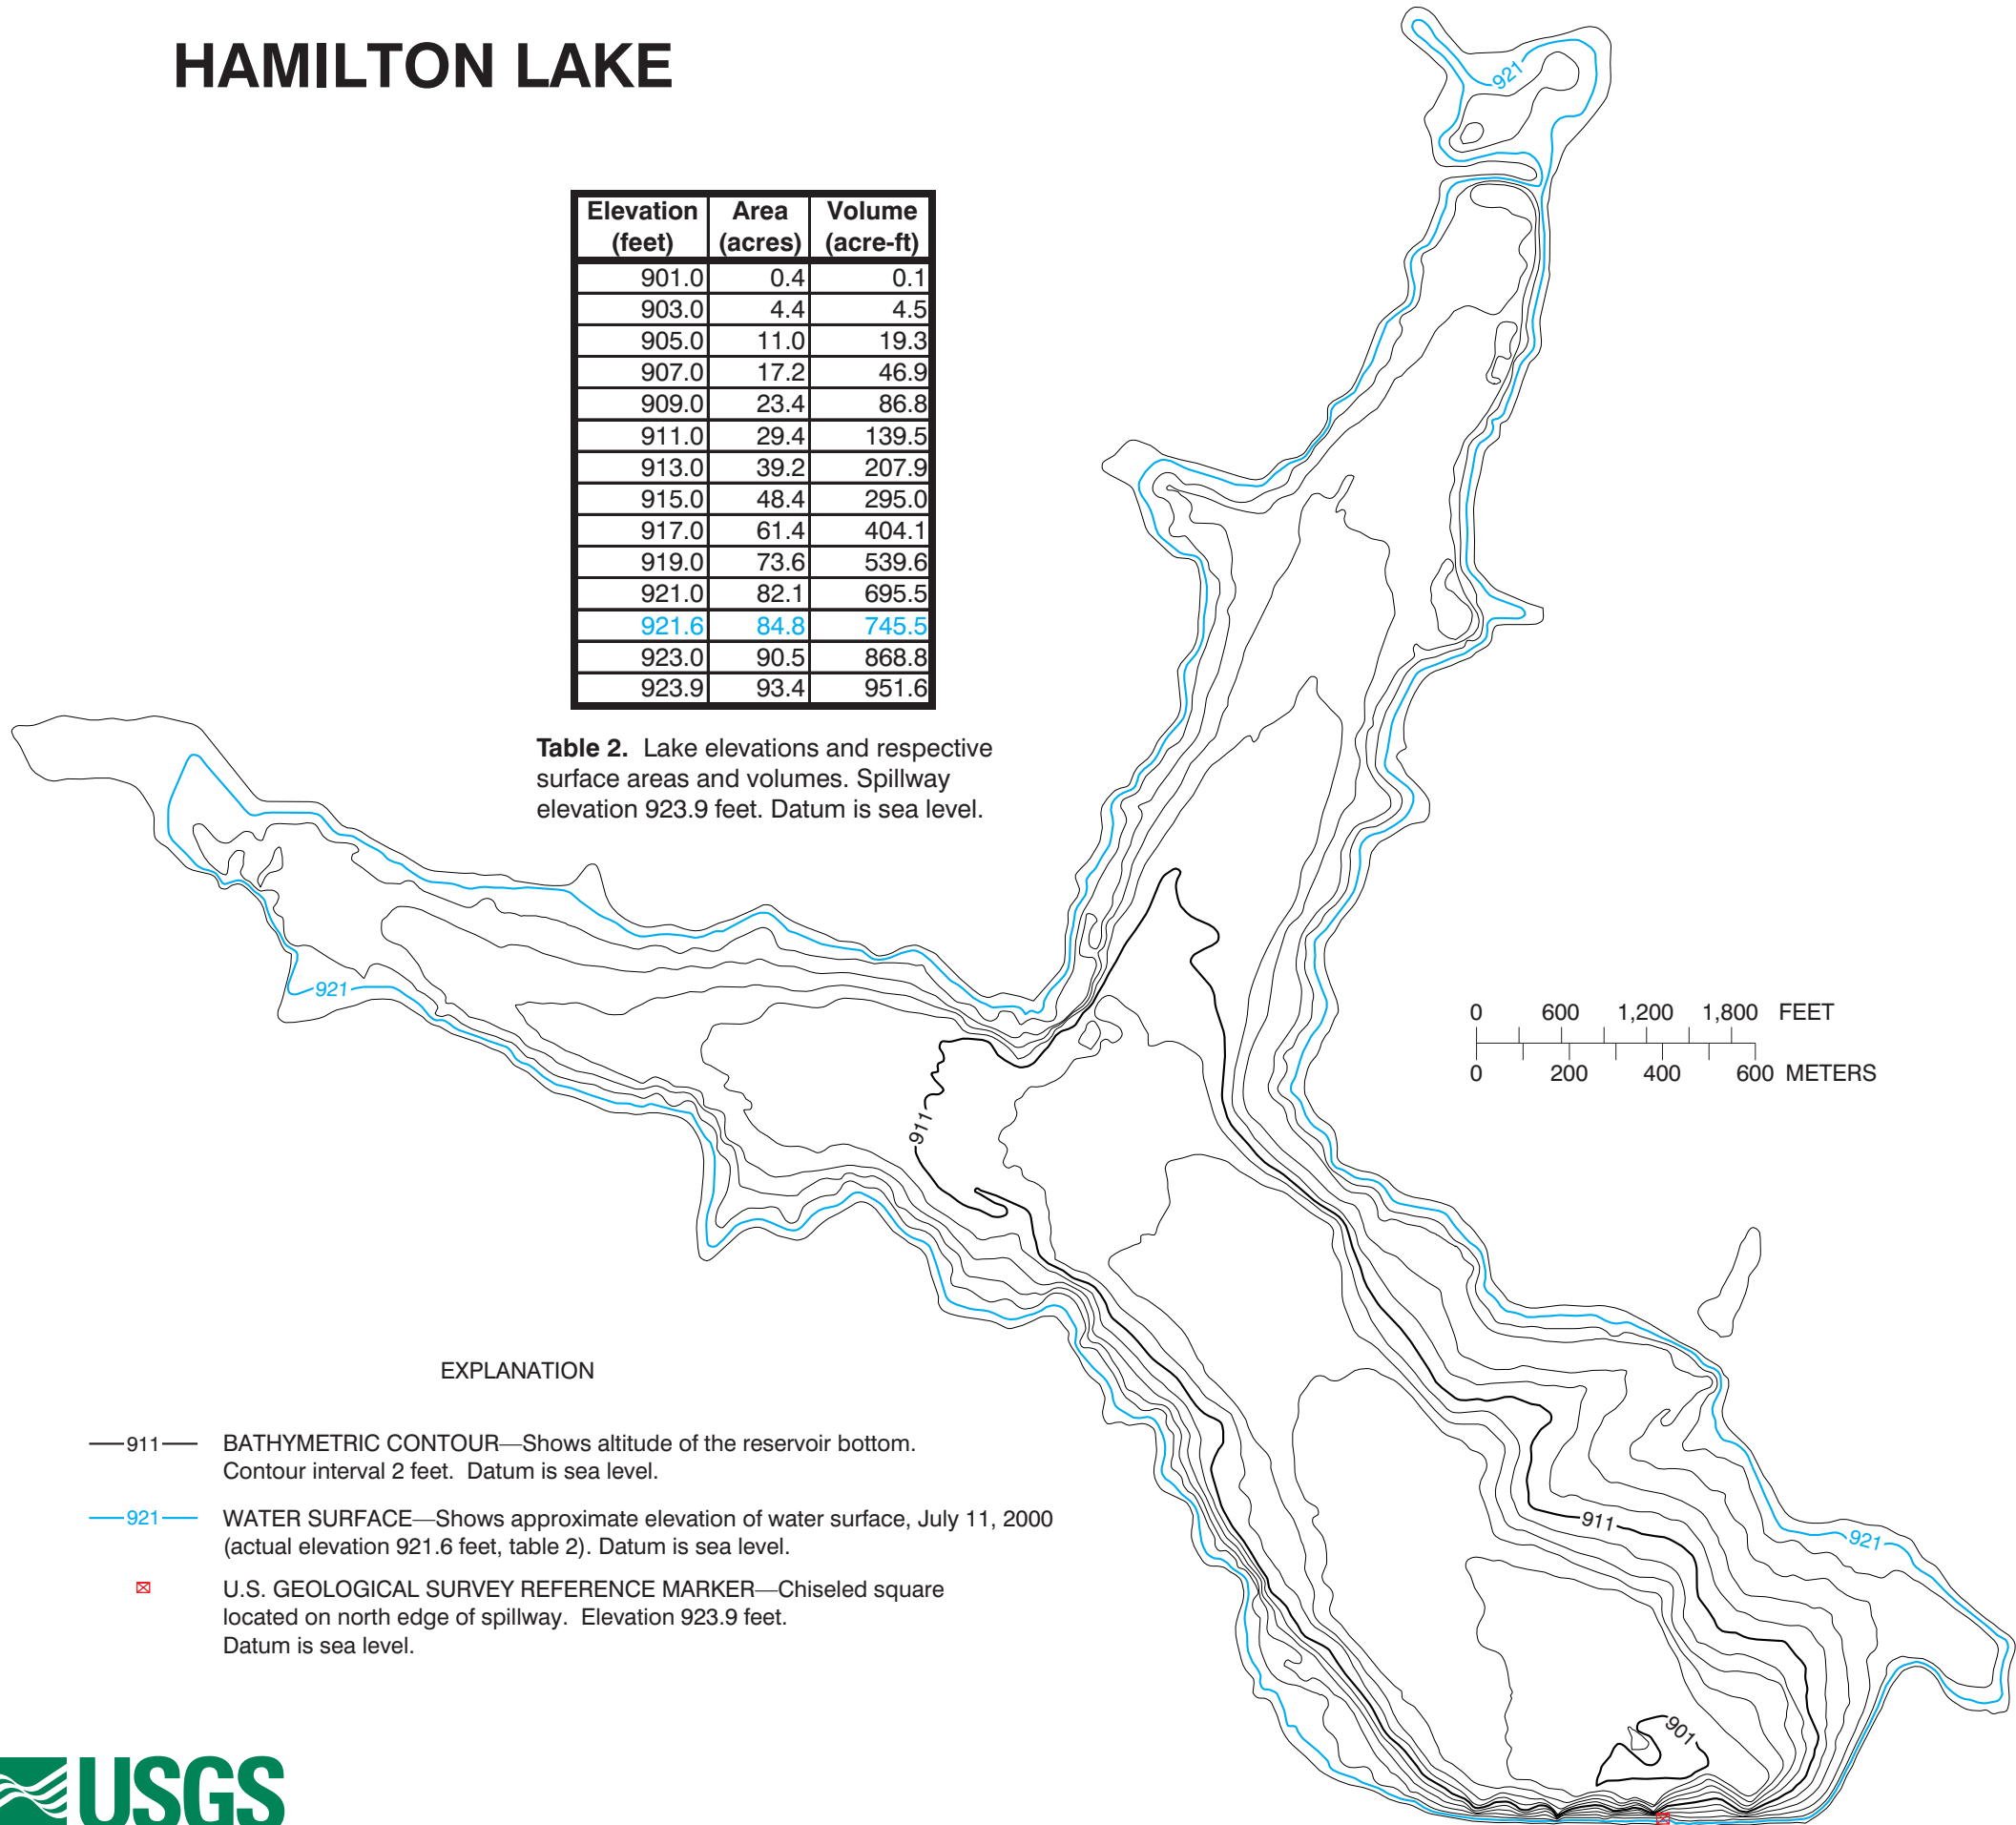 HAMILTON LAKE
Elevation (feet) Area (acres) Volume (acre-ft)
901.0 0.4 0.1
903.0 4.4 4.5
905.0 11.0 19.3
907.0 17.2 46.9
909.0 23.4 86.8
911.0 29.4 139.5
913.0 39.2 207.9
915.0 48.4 295.0
917.0 61.4 404.1
919.0 73.6 539.6
921.0 82.1 695.5
921.6 84.8 745.5
923.0 90.5 868.8
923.9 93.4 951.6
Table 2. Lake elevations and respective
surface areas and volumes. Spillway
elevation 923.9 feet. Datum is sea level.
921
921
911
0 600 1,200 1,800 FEET
0 200 400 600 METERS
911
921
901
EXPLANATION
911 BATHYMETRIC CONTOUR—Shows altitude of the reservoir bottom.
Contour interval 2 feet. Datum is sea level.
921 WATER SURFACE—Shows approximate elevation of water surface, July 11, 2000
(actual elevation 921.6 feet, table 2). Datum is sea level.
U.S. GEOLOGICAL SURVEY REFERENCE MARKER—Chiseled square
located on north edge of spillway. Elevation 923.9 feet.
Datum is sea level.
USGS